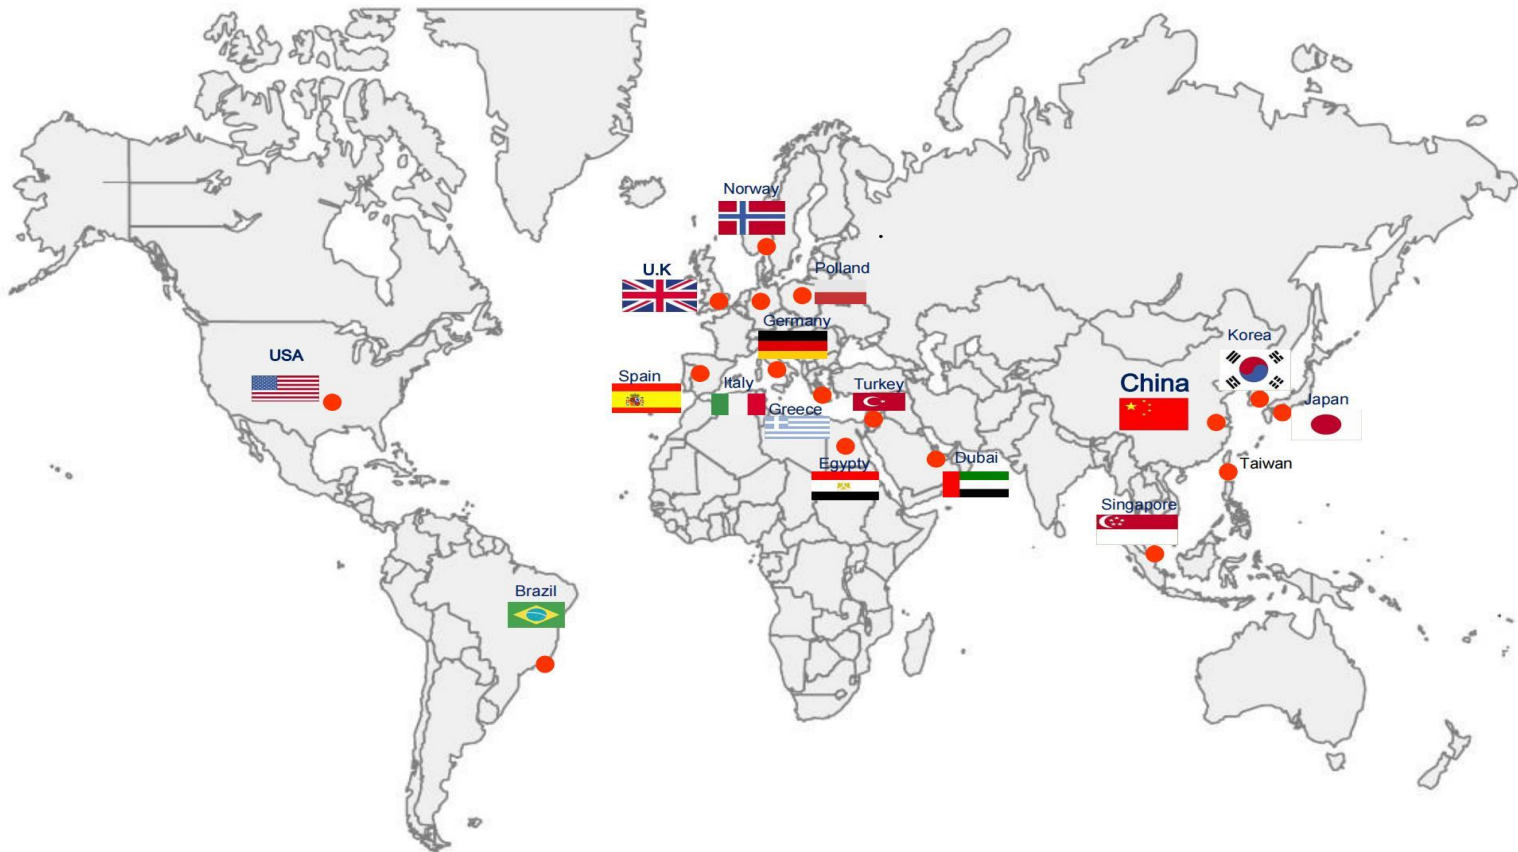 Norway
U.K
Polland
Germany
USA
Korea
Spain
Italy
Turkey
China
Japan
Greece
Egypty
Dubai
Taiwan
Singapore
Brazil